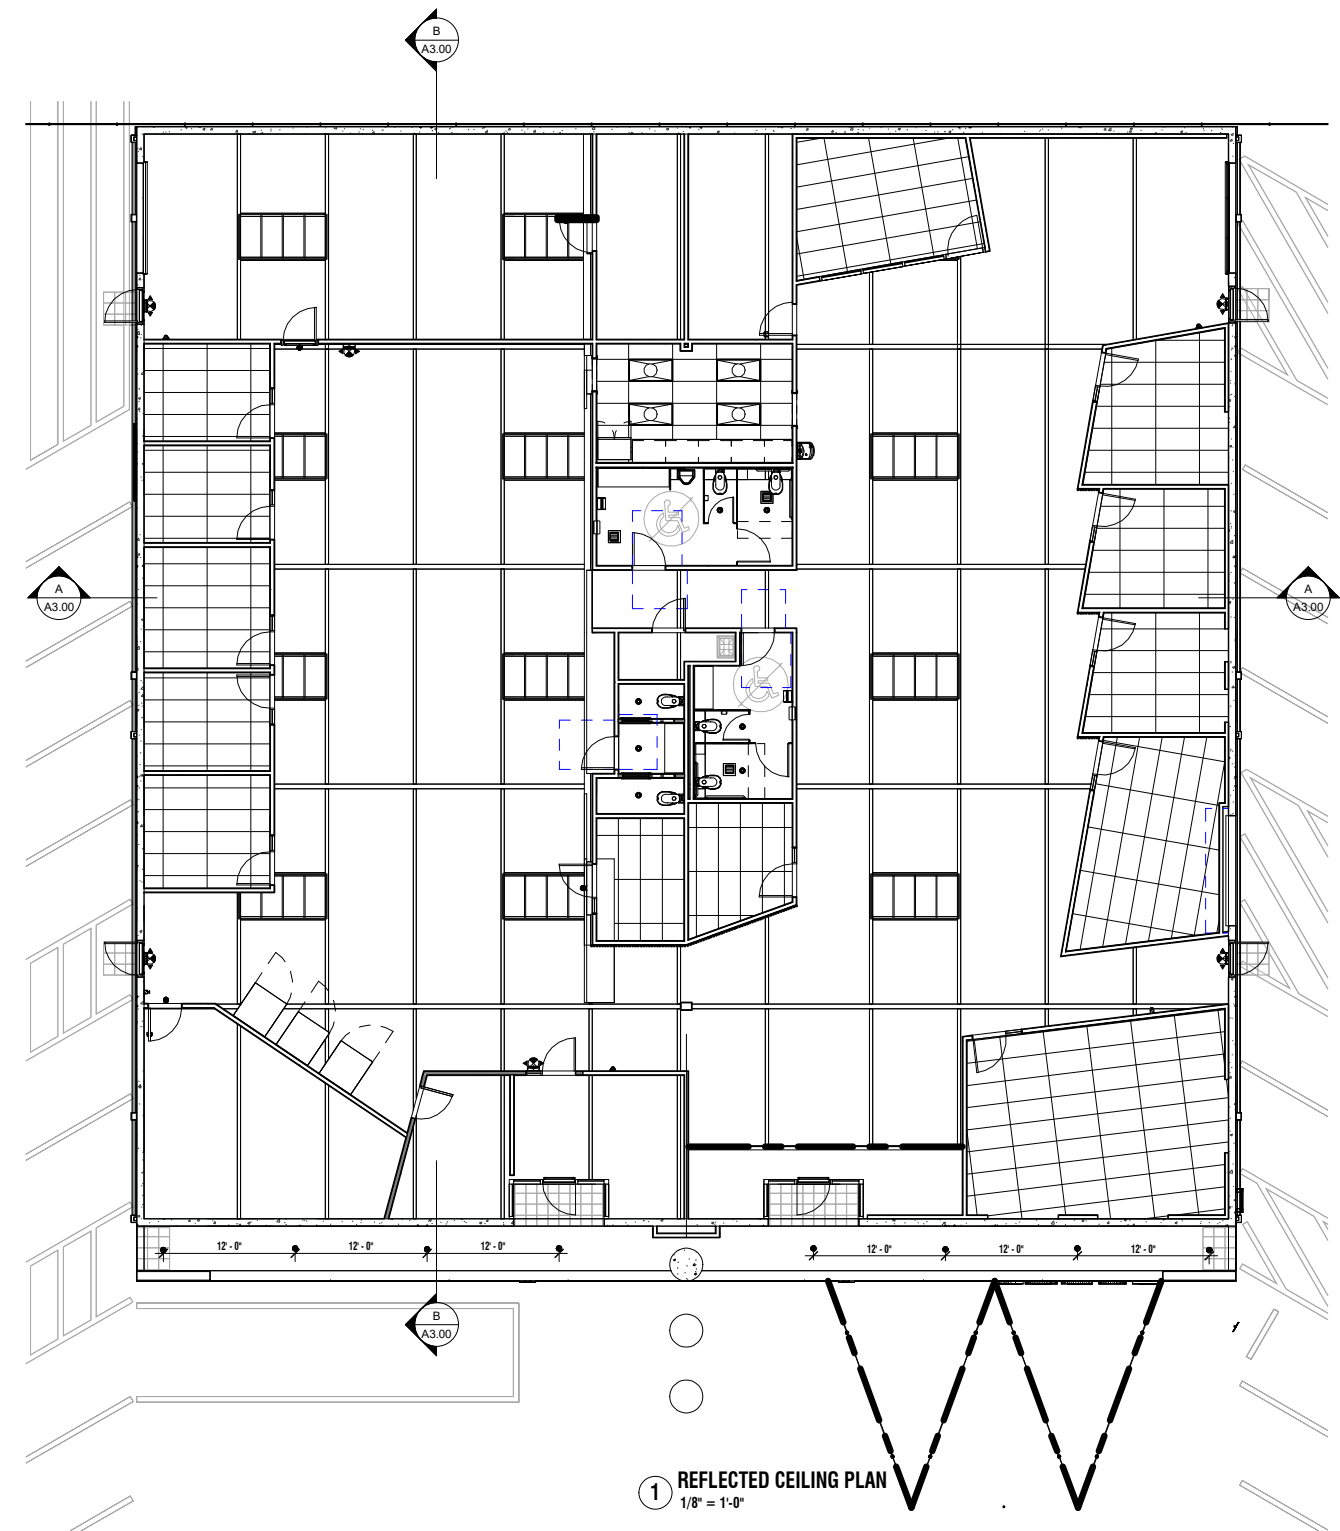 B
A3.00
A
A3.00
A
A3.00
12' - 0"
12' - 0"
12' - 0"
12' - 0"
12' - 0"
12' - 0"
B
A3.00
1
REFLECTED CEILING PLAN
1/8" = 1'-0"